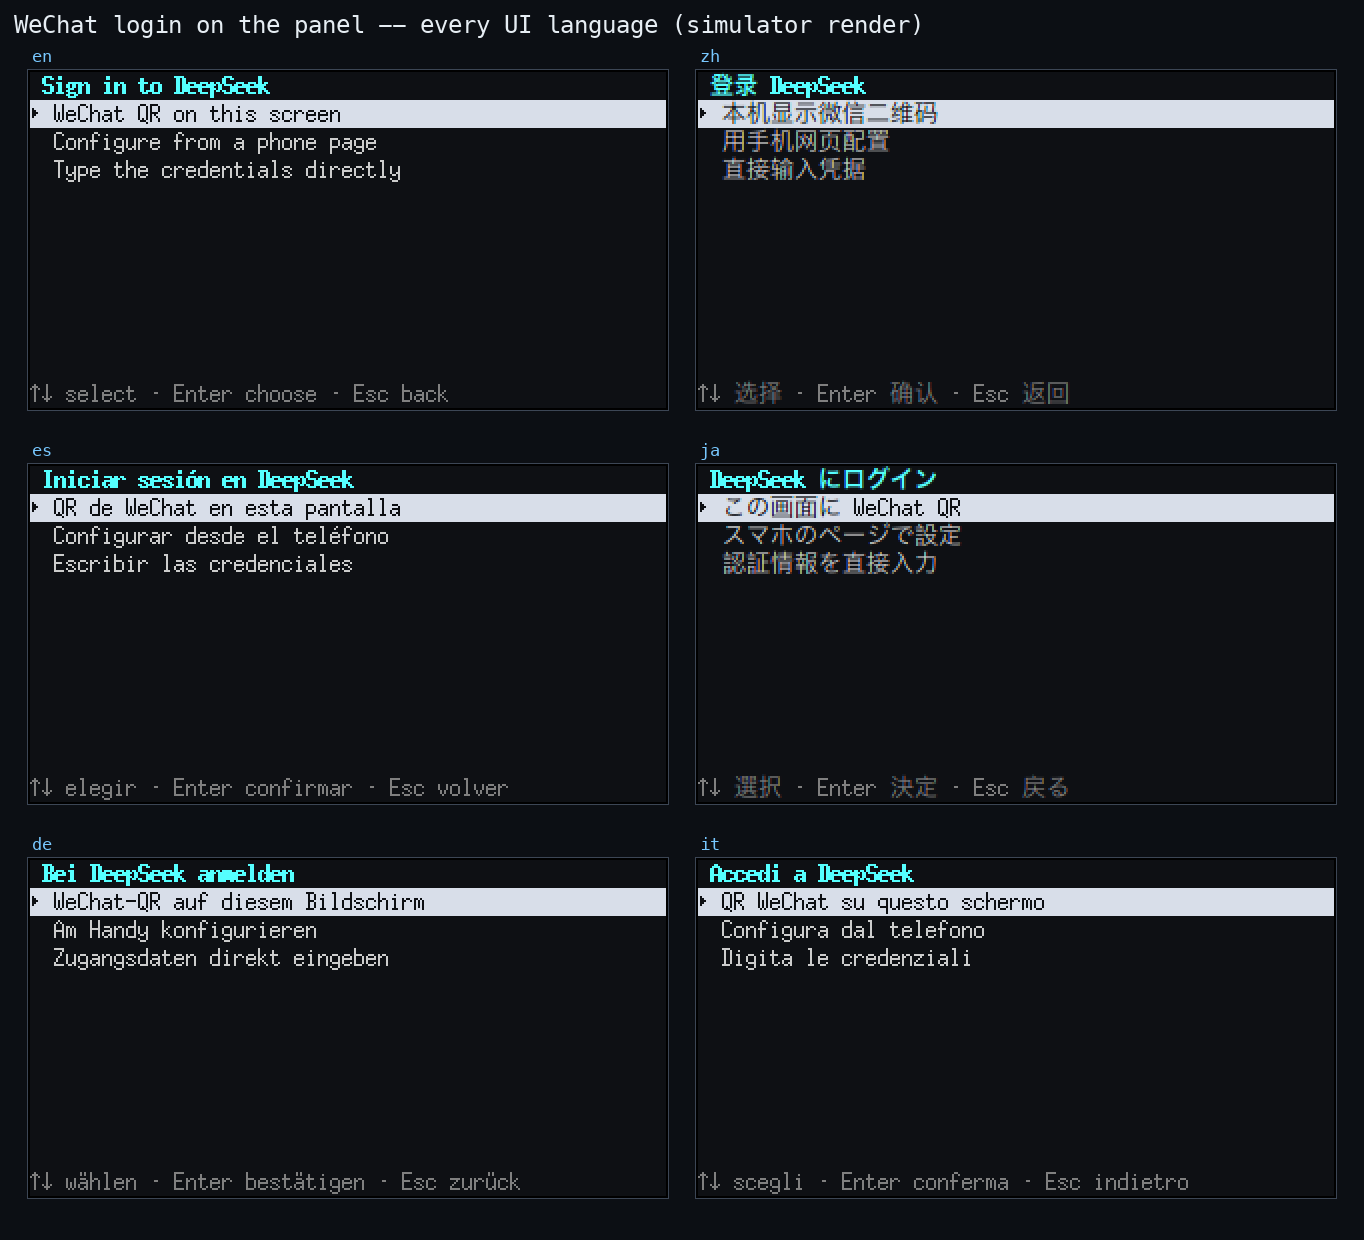 WeChat login on the panel —— every UI language (simulator render)
en
Sign in to DeepSeek
▸ WeChat QR on this screen
Configure from a phone page
Type the credentials directly
↑↓ select · Enter choose · Esc back
zh
登录 DeepSeek
▸ 本机显示微信二维码
用手机网页配置
直接输入凭据
↑↓ 选择 · Enter 确认 · Esc 返回
es
Iniciar sesión en DeepSeek
▸ QR de WeChat en esta pantalla
Configurar desde el teléfono
Escribir las credenciales
↑↓ elegir · Enter confirmar · Esc volver
ja
DeepSeek にログイン
▸ この画面に WeChat QR
スマホのページで設定
認証情報を直接入力
↑↓ 選択 · Enter 決定 · Esc 戻る
de
Bei DeepSeek anmelden
▸ WeChat-QR auf diesem Bildschirm
Am Handy konfigurieren
Zugangsdaten direkt eingeben
↑↓ wählen · Enter bestätigen · Esc zurück
it
Accedi a DeepSeek
▸ QR WeChat su questo schermo
Configura dal telefono
Digita le credenziali
↑↓ scegli · Enter conferma · Esc indietro